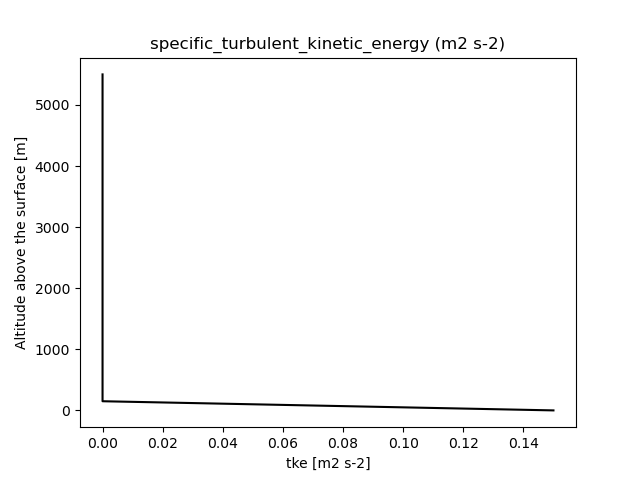 specific_turbulent_kinetic_energy (m2 s-2)
Altitude above the surface [m]
5000
4000
3000
2000
1000
0
0.00 0.02 0.04 0.06 0.08 0.10 0.12 0.14
tke [m2 s-2]